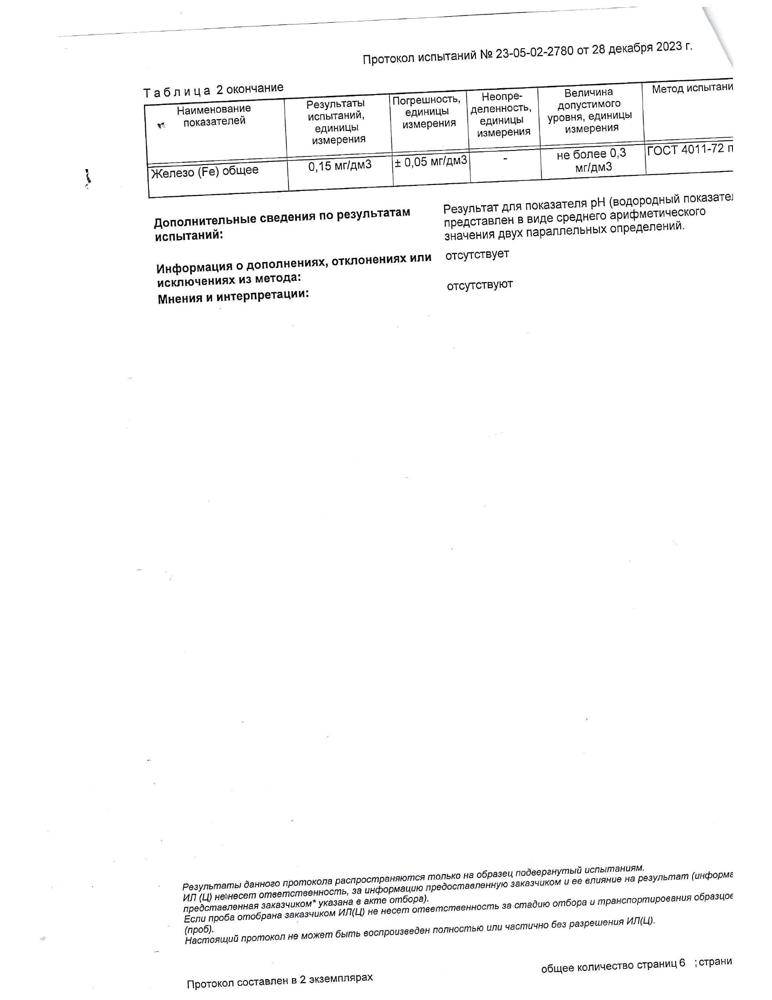 Протокол испытаний № 23-05-02-2780 от 28 декабря 2023 г.
Таблица 2 окончание
Наименование показателей
Результаты испытаний, единицы измерения
Погрешность, единицы измерения
Неопре-деленность, единицы измерения
Величина допустимого уровня, единицы измерения
Метод испытани
Железо (Fe) общее
0,15 мг/дм3
± 0,05 мг/дм3
-
не более 0,3 мг/дм3
ГОСТ 4011-72 п
Дополнительные сведения по результатам
испытаний:
Результат для показателя pH (водородный показател
представлен в виде среднего арифметического
значения двух параллельных определений.
Информация о дополнениях, отклонениях или
исключениях из метода:
отсутствует
Мнения и интерпретации:
отсутствуют
Результаты данного протокола распространяются только на образец подвергнутый испытаниям.
ИЛ (Ц) не несет ответственность, за информацию предоставленную заказчиком и ее влияние на результат (информа
представленная заказчиком* указана в акте отбора).
Если проба отобрана заказчиком ИЛ(Ц) не несет ответственность за стадию отбора и транспортирования образцов
(проб).
Настоящий протокол не может быть воспроизведен полностью или частично без разрешения ИЛ(Ц).
Протокол составлен в 2 экземплярах
общее количество страниц 6 ; страни